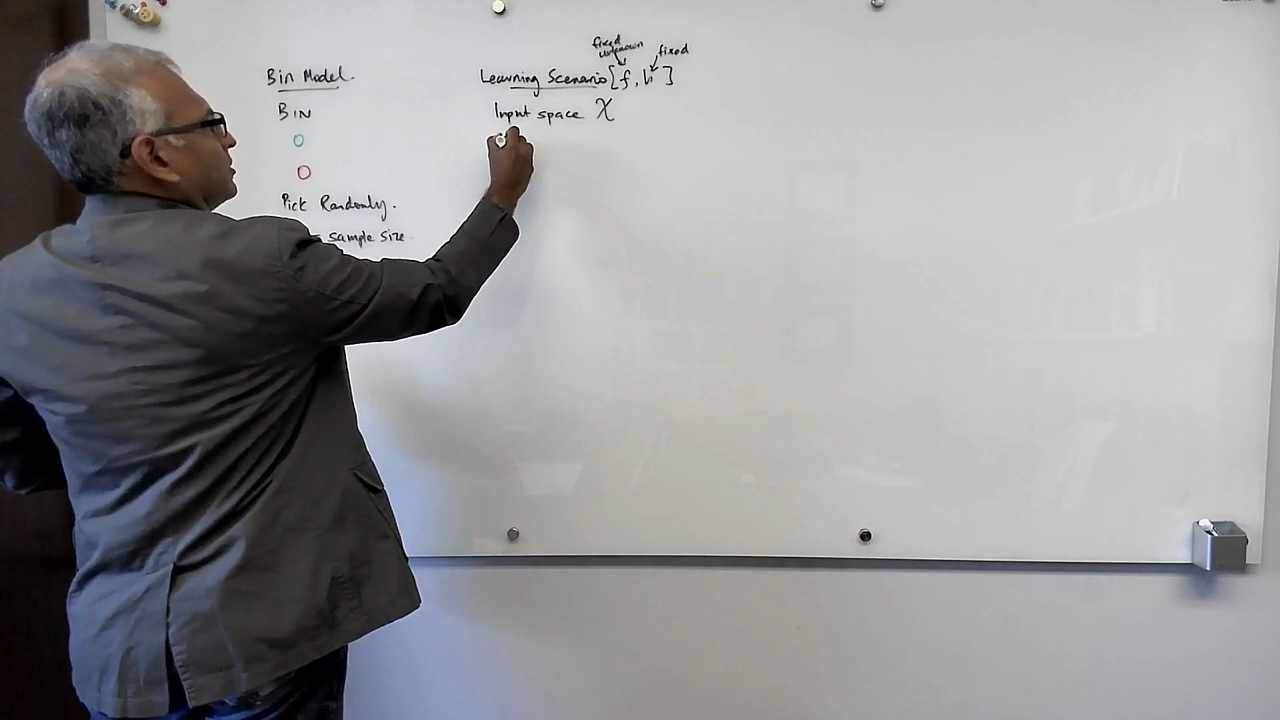 Bin Model.
BIN
Pick Randomly.
= sample size
fixed
unknown
fixed
Learning Scenario [f, h]
Input space X